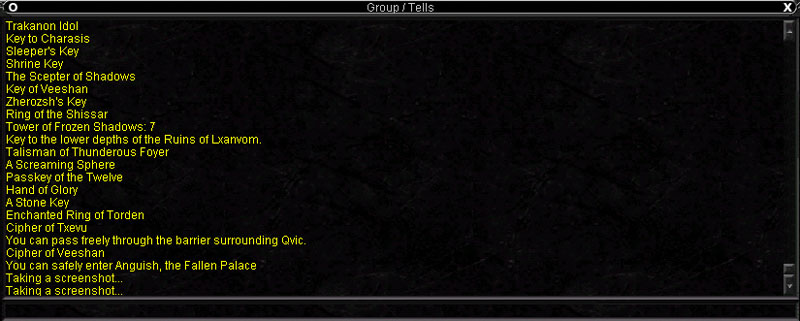 O Group / Tells X
Trakanon Idol
Key to Charasis
Sleeper's Key
Shrine Key
The Scepter of Shadows
Key of Veeshan
Zherozsh's Key
Ring of the Shissar
Tower of Frozen Shadows: 7
Key to the lower depths of the Ruins of Lxanvom.
Talisman of Thunderous Foyer
A Screaming Sphere
Passkey of the Twelve
Hand of Glory
A Stone Key
Enchanted Ring of Torden
Cipher of Txevu
You can pass freely through the barrier surrounding Qvic.
Cipher of Veeshan
You can safely enter Anguish, the Fallen Palace
Taking a screenshot...
Taking a screenshot...